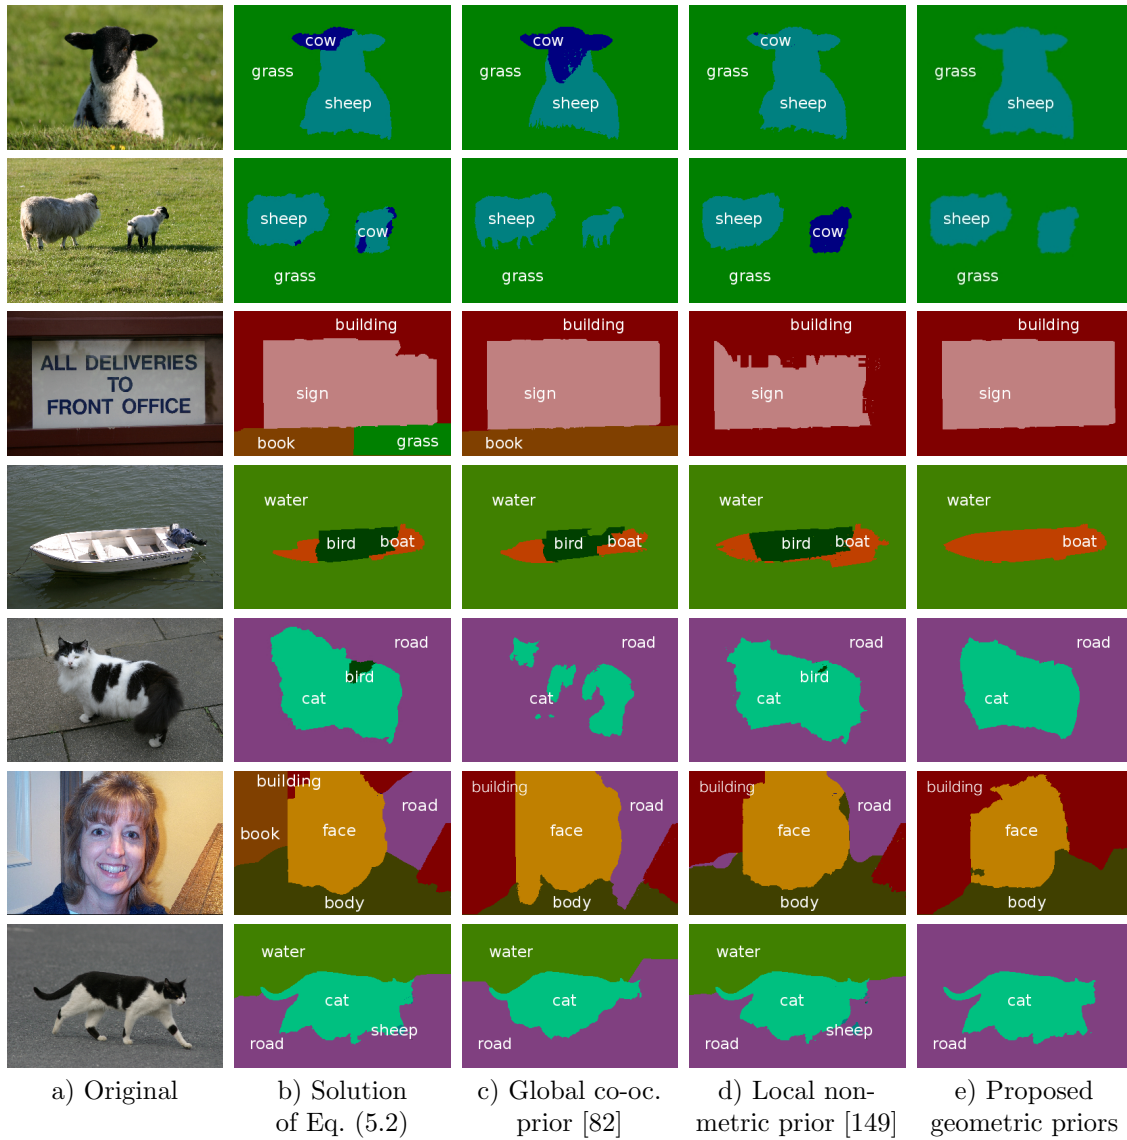 cow cow cow
grass grass grass grass
sheep sheep sheep sheep
sheep sheep sheep sheep
cow cow
grass grass grass grass
building building building building
ALL DELIVERIES
TO
FRONT OFFICE
sign sign sign sign
book grass book
water water water water
bird boat bird boat bird boat boat
road road road road
bird bird
cat cat cat cat
building building building building
road road road
book face face face face
body body body body
water water water
cat cat cat cat
sheep sheep
road road road road
a) Original b) Solution c) Global co-oc. d) Local non- e) Proposed
of Eq. (5.2) prior [82] metric prior [149] geometric priors